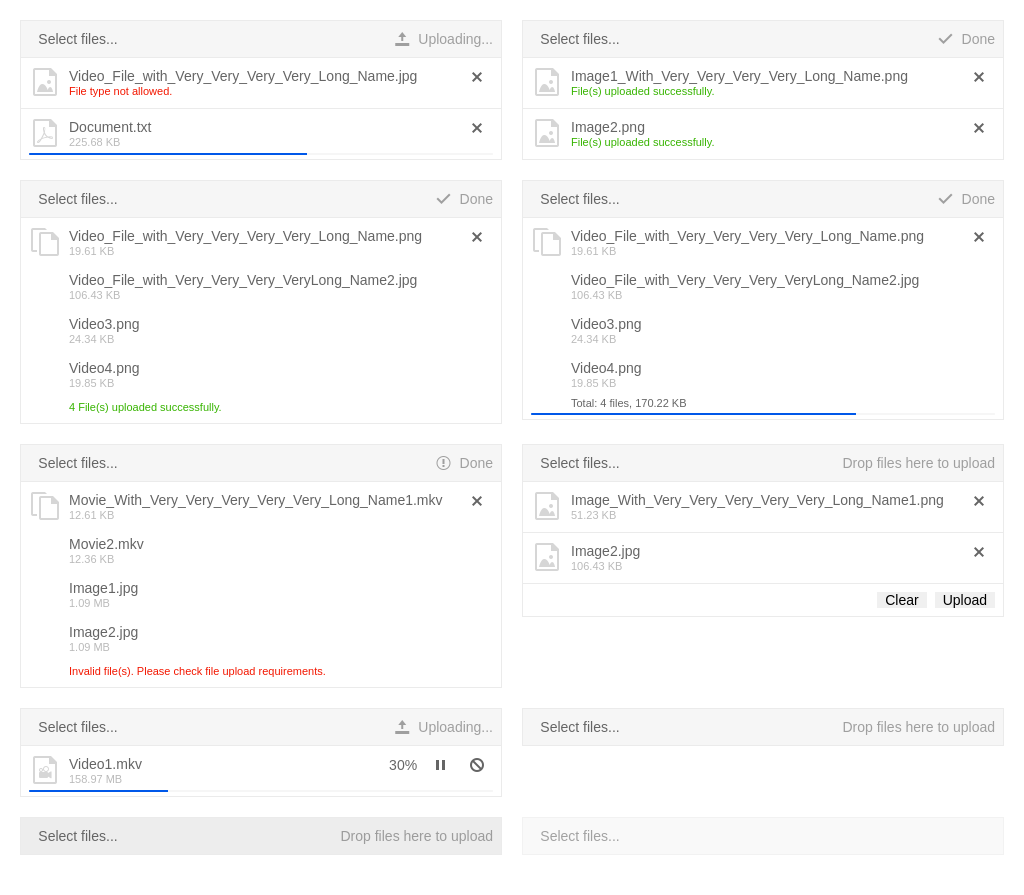 Select files...
Uploading...
Video_File_with_Very_Very_Very_Very_Long_Name.jpg
File type not allowed.
Document.txt
225.68 KB
Select files...
Done
Image1_With_Very_Very_Very_Very_Long_Name.png
File(s) uploaded successfully.
Image2.png
File(s) uploaded successfully.
Select files...
Done
Video_File_with_Very_Very_Very_Very_Long_Name.png
19.61 KB
Video_File_with_Very_Very_Very_VeryLong_Name2.jpg
106.43 KB
Video3.png
24.34 KB
Video4.png
19.85 KB
4 File(s) uploaded successfully.
Select files...
Done
Video_File_with_Very_Very_Very_Very_Long_Name.png
19.61 KB
Video_File_with_Very_Very_Very_VeryLong_Name2.jpg
106.43 KB
Video3.png
24.34 KB
Video4.png
19.85 KB
Total: 4 files, 170.22 KB
Select files...
Done
Movie_With_Very_Very_Very_Very_Very_Long_Name1.mkv
12.61 KB
Movie2.mkv
12.36 KB
Image1.jpg
1.09 MB
Image2.jpg
1.09 MB
Invalid file(s). Please check file upload requirements.
Select files...
Drop files here to upload
Image_With_Very_Very_Very_Very_Very_Long_Name1.png
51.23 KB
Image2.jpg
106.43 KB
Clear
Upload
Select files...
Uploading...
Video1.mkv
30%
158.97 MB
Select files...
Drop files here to upload
Select files...
Drop files here to upload
Select files...